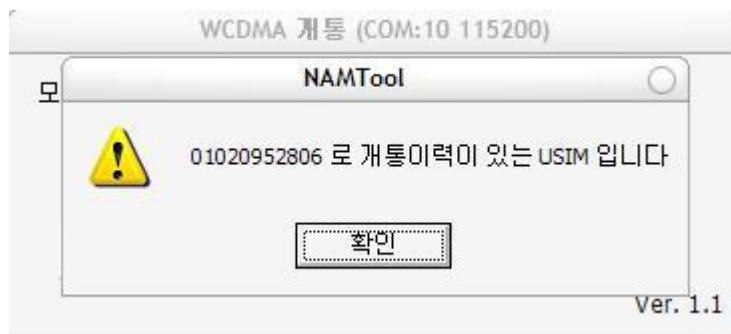 WCDMA 개통 (COM:10 115200)
NAMTool
모
01020952806 로 개통이력이 있는 USIM 입니다
확인
Ver. 1.1